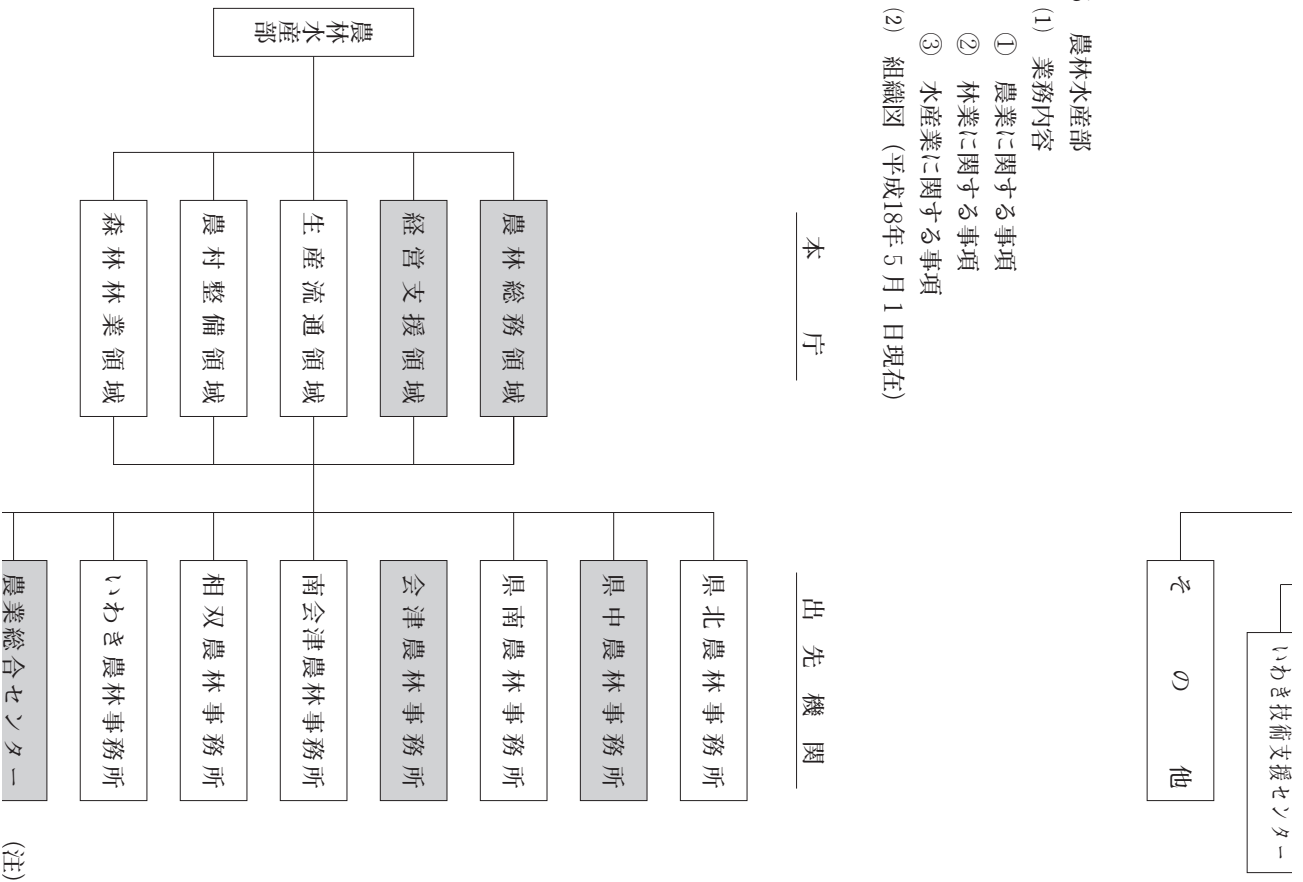 いわき技術支援センター
その他
農林水産部
(1) 業務内容
① 農業に関する事項
② 林業に関する事項
③ 水産業に関する事項
(2) 組織図（平成18年5月1日現在）
本庁
出先機関
農林水産部
農林総務領域
経営支援領域
生産流通領域
農村整備領域
森林林業領域
県北農林事務所
県中農林事務所
県南農林事務所
会津農林事務所
南会津農林事務所
相双農林事務所
いわき農林事務所
農業総合センター
(注)